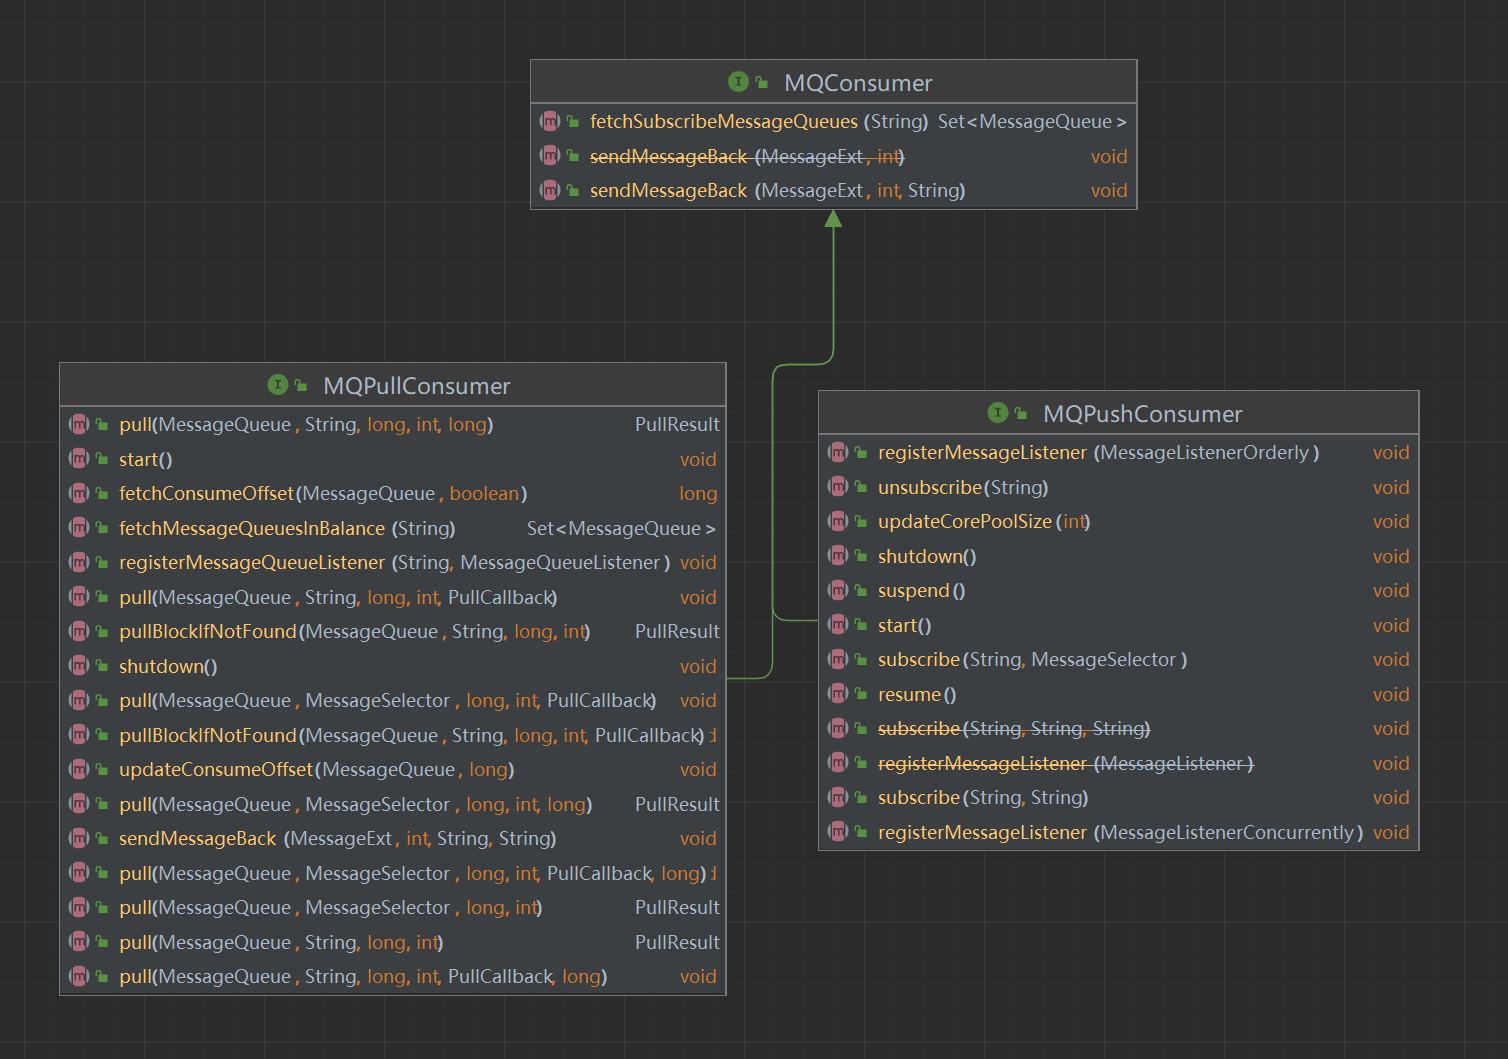 MQConsumer
fetchSubscribeMessageQueues (String) Set<MessageQueue>
sendMessageBack (MessageExt, int) void
sendMessageBack (MessageExt, int, String) void
MQPullConsumer
pull(MessageQueue, String, long, int, long) PullResult
start() void
fetchConsumeOffset(MessageQueue, boolean) long
fetchMessageQueuesInBalance (String) Set<MessageQueue>
registerMessageQueueListener (String, MessageQueueListener) void
pull(MessageQueue, String, long, int, PullCallback) void
pullBlockIfNotFound(MessageQueue, String, long, int) PullResult
shutdown() void
pull(MessageQueue, MessageSelector, long, int, PullCallback) void
pullBlockIfNotFound(MessageQueue, String, long, int, PullCallback)
updateConsumeOffset(MessageQueue, long) void
pull(MessageQueue, MessageSelector, long, int, long) PullResult
sendMessageBack (MessageExt, int, String, String) void
pull(MessageQueue, MessageSelector, long, int, PullCallback, long)
pull(MessageQueue, MessageSelector, long, int) PullResult
pull(MessageQueue, String, long, int) PullResult
pull(MessageQueue, String, long, int, PullCallback, long) void
MQPushConsumer
registerMessageListener (MessageListenerOrderly) void
unsubscribe(String) void
updateCorePoolSize(int) void
shutdown() void
suspend() void
start() void
subscribe(String, MessageSelector) void
resume() void
subscribe(String, String, String) void
registerMessageListener (MessageListener) void
subscribe(String, String) void
registerMessageListener (MessageListenerConcurrently) void